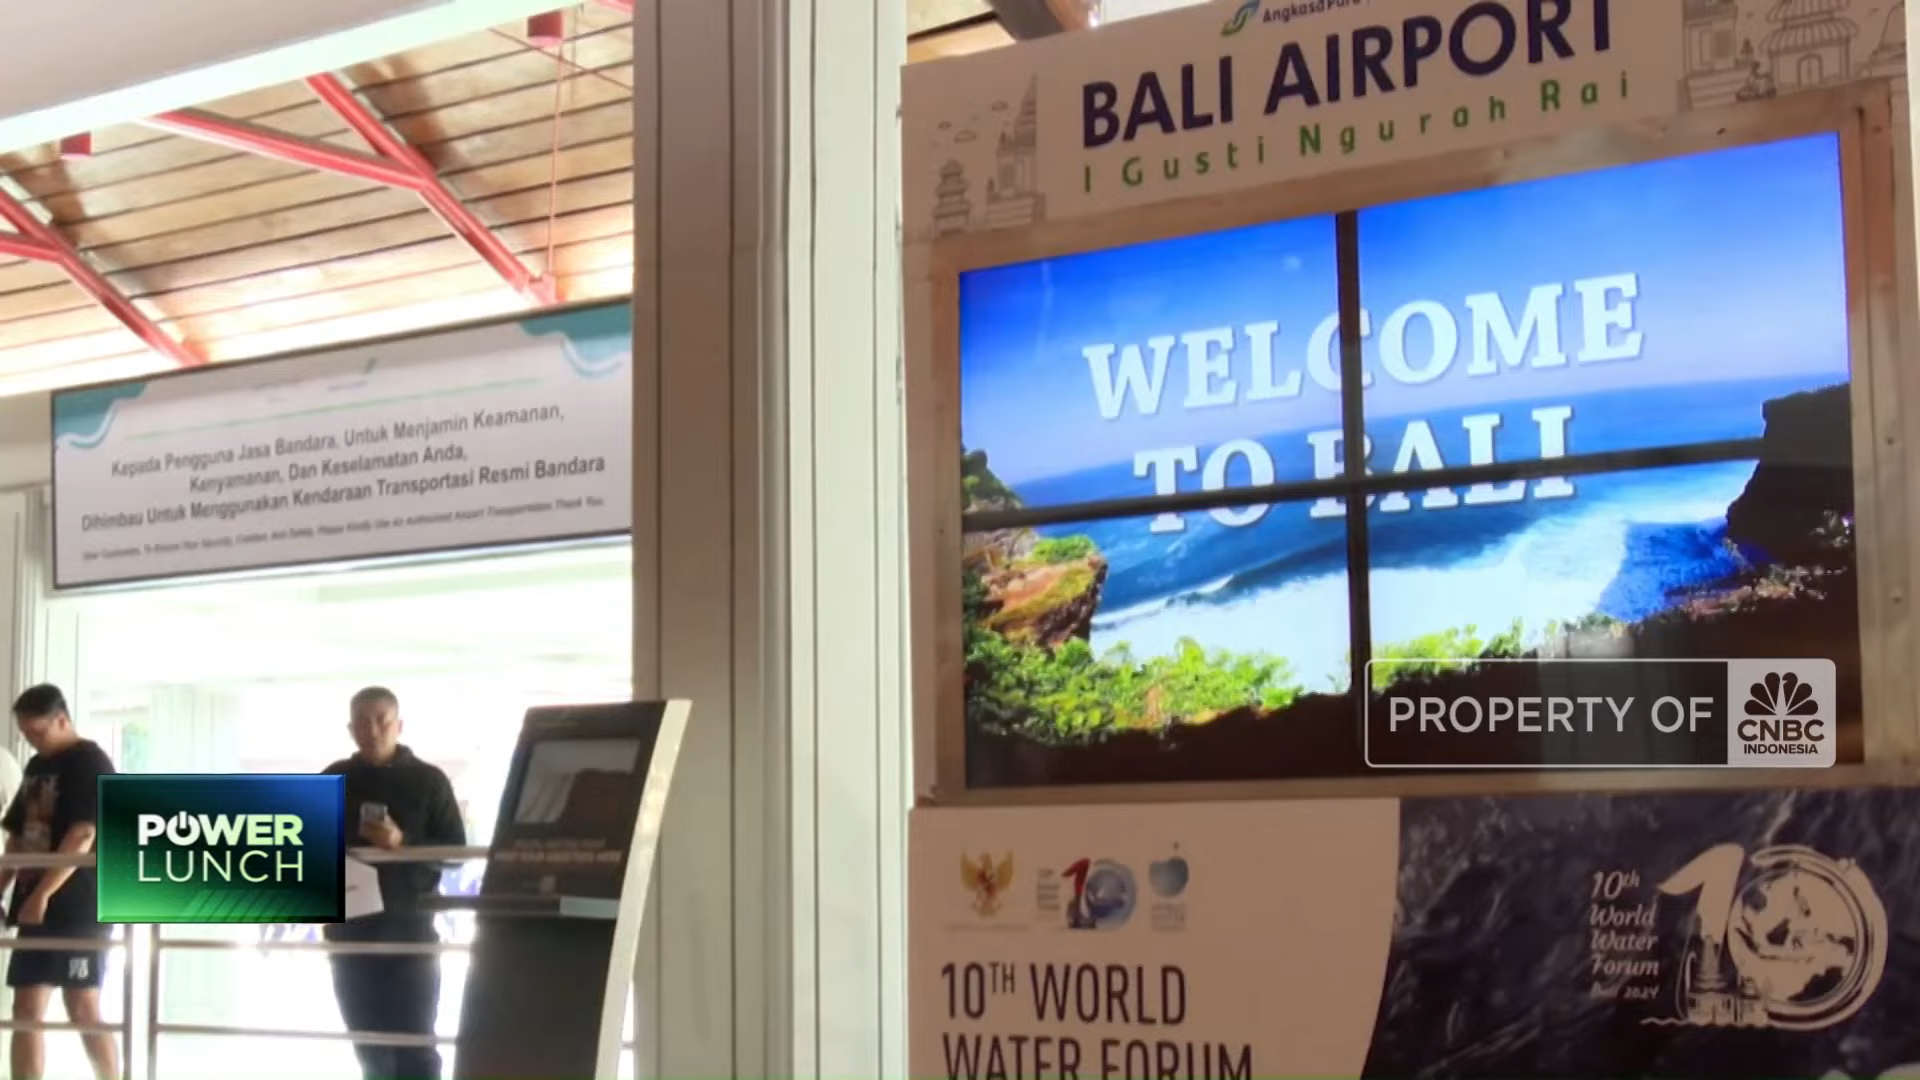 AngkasaPura
BALI AIRPORT
I Gusti Ngurah Rai
WELCOME
TO BALI
Kepada Pengguna Jasa Bandara, Untuk Menjamin Keamanan,
Kenyamanan, Dan Keselamatan Anda,
Dihimbau Untuk Menggunakan Kendaraan Transportasi Resmi Bandara
PROPERTY OF
CNBC
INDONESIA
POWER
LUNCH
10TH WORLD
WATER FORUM
10th
World
Water
Forum
Bali 2024
10